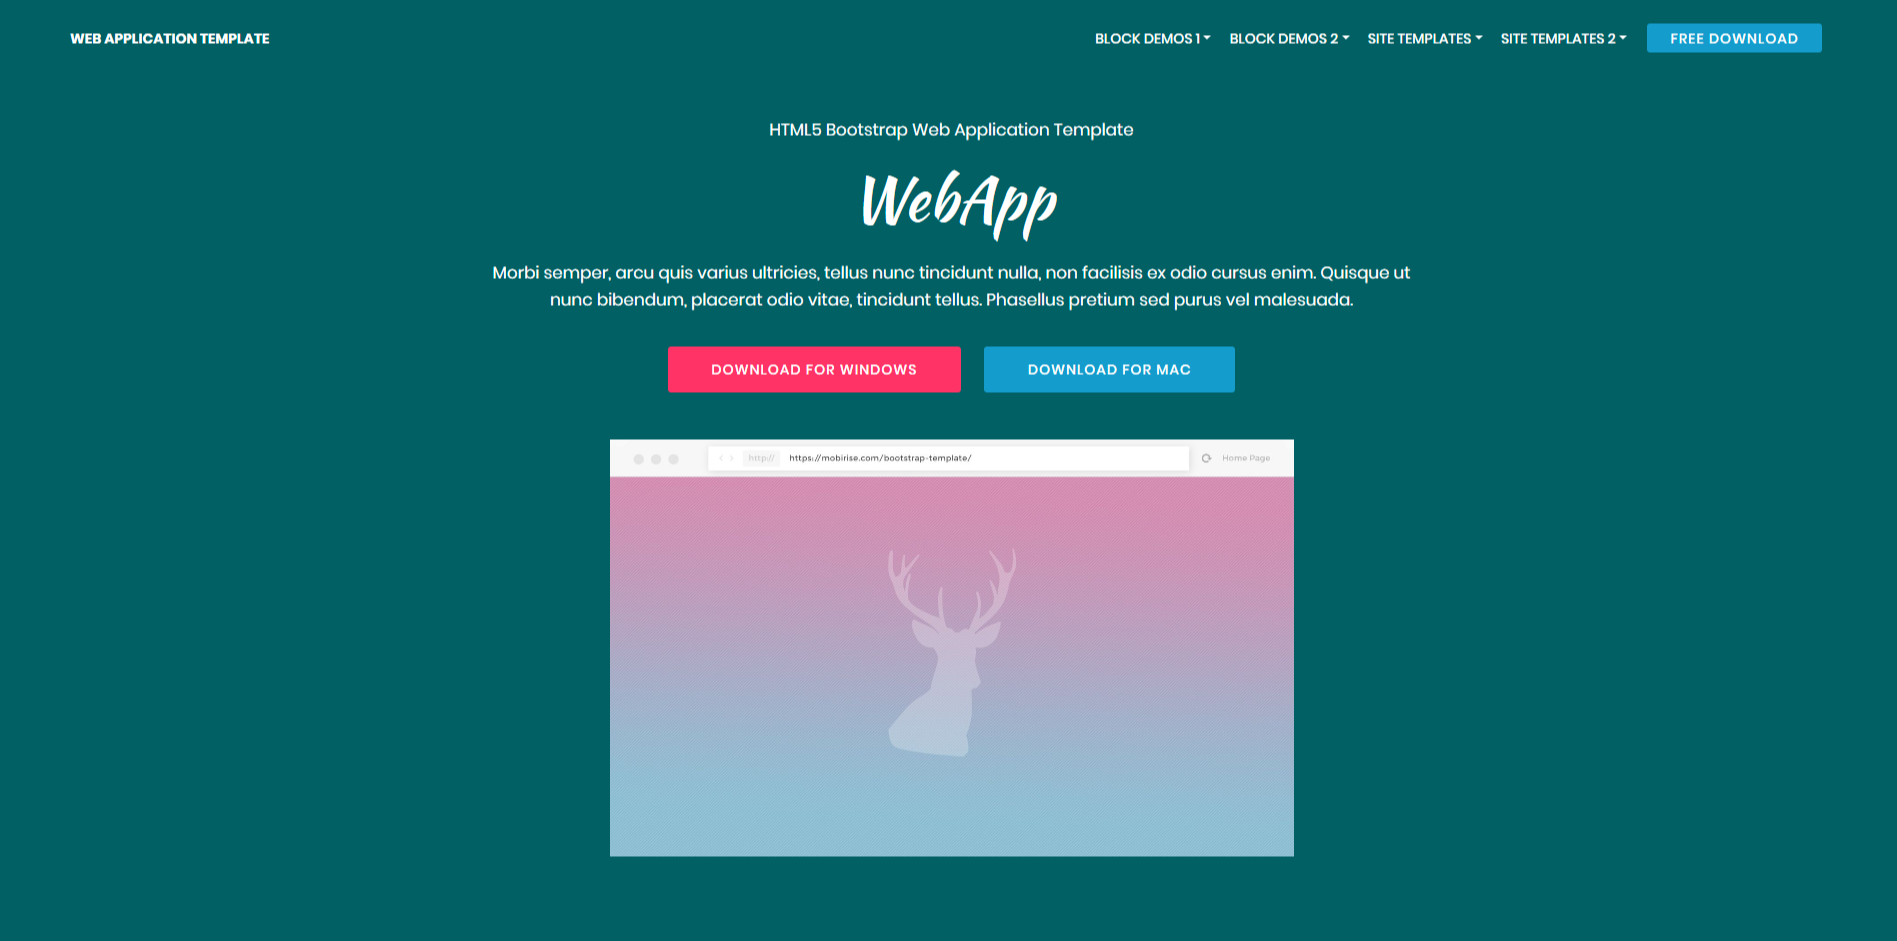 WEB APPLICATION TEMPLATE
BLOCK DEMOS 1 BLOCK DEMOS 2 SITE TEMPLATES SITE TEMPLATES 2 FREE DOWNLOAD
HTML5 Bootstrap Web Application Template
WebApp
Morbi semper, arcu quis varius ultricies, tellus nunc tincidunt nulla, non facilisis ex odio cursus enim. Quisque ut
nunc bibendum, placerat odio vitae, tincidunt tellus. Phasellus pretium sed purus vel malesuada.
DOWNLOAD FOR WINDOWS DOWNLOAD FOR MAC
http:// https://mobirise.com/bootstrap-template/ Home Page